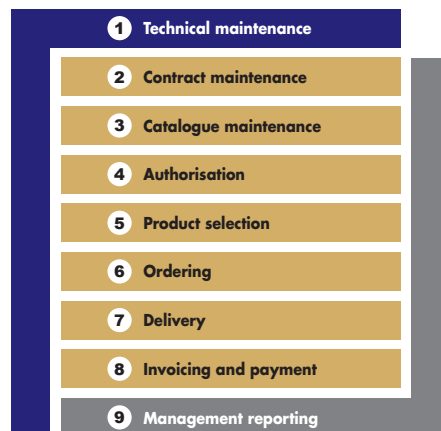 1 Technical maintenance
2 Contract maintenance
3 Catalogue maintenance
4 Authorisation
5 Product selection
6 Ordering
7 Delivery
8 Invoicing and payment
9 Management reporting